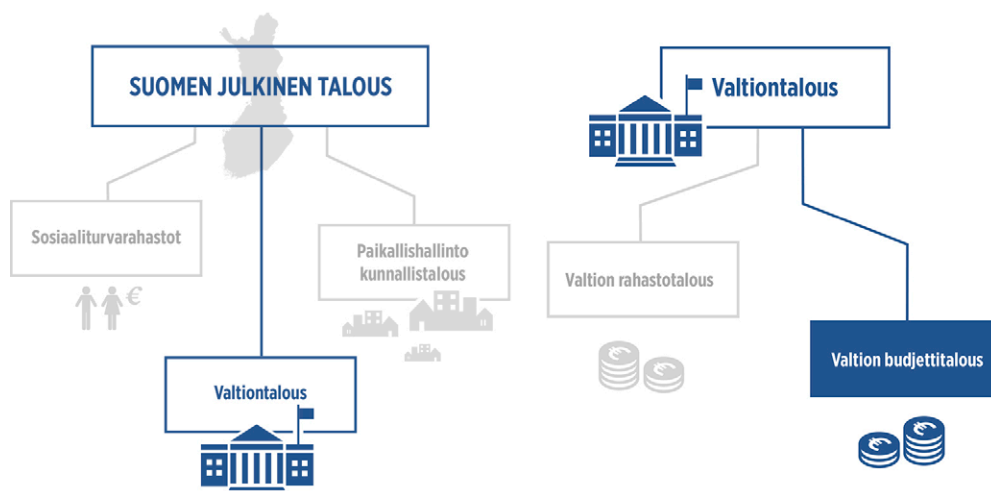 SUOMEN JULKINEN TALOUS
Sosiaaliturvarahastot
€
Paikallishallinto
kunnallistalous
Valtiontalous
Valtiontalous
Valtion rahastotalous
€
€
Valtion budjettitalous
€
€